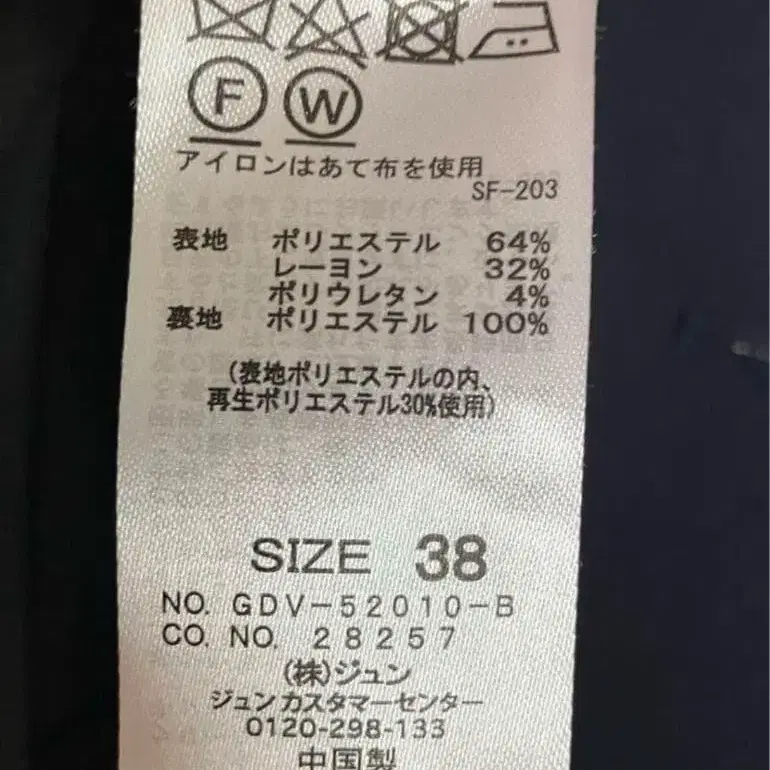 F W
アイロンはあて布を使用
SF-203
表地 ポリエステル 64%
レーヨン 32%
ポリウレタン 4%
裏地 ポリエステル 100%
(表地ポリエステルの内、
再生ポリエステル30%使用)
SIZE 38
NO. GDV-52010-B
CO. NO. 28257
(株)ジュン
ジュンカスタマーセンター
0120-298-133
中国製